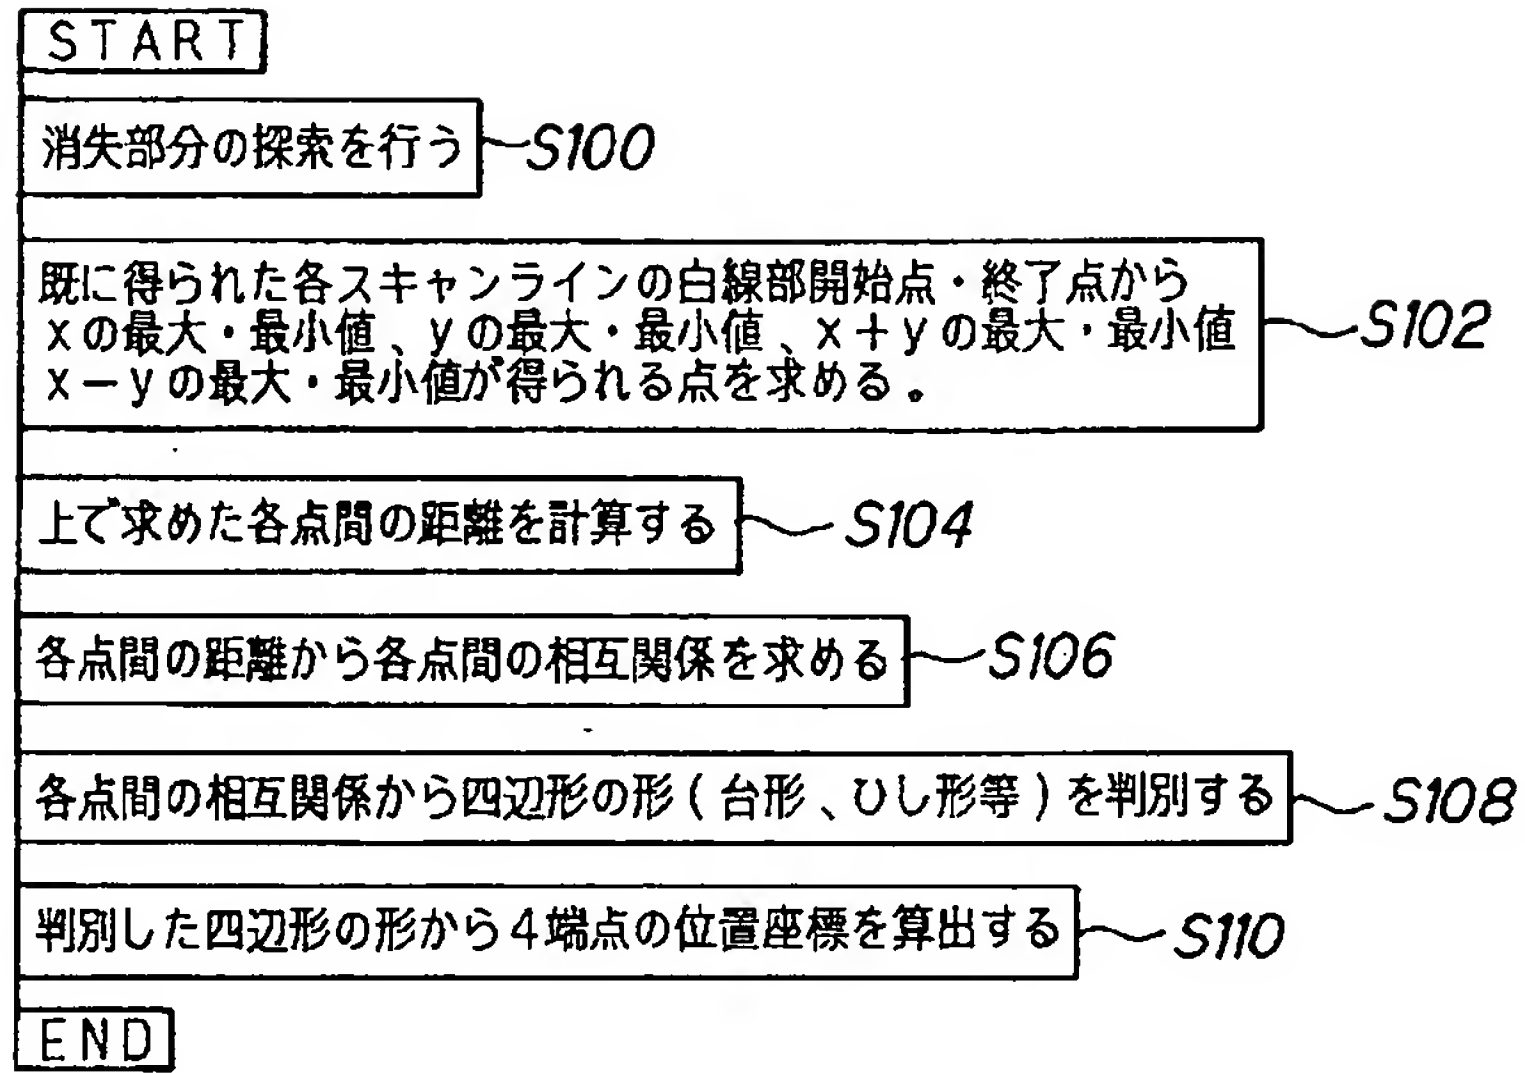 START
消失部分の探索を行う
S100
既に得られた各スキャンラインの白線部開始点・終了点から
xの最大・最小値、yの最大・最小値、x+yの最大・最小値
x-yの最大・最小値が得られる点を求める。
S102
上で求めた各点間の距離を計算する
S104
各点間の距離から各点間の相互関係を求める
S106
各点間の相互関係から四辺形の形(台形、ひし形等)を判別する
S108
判別した四辺形の形から4端点の位置座標を算出する
S110
END